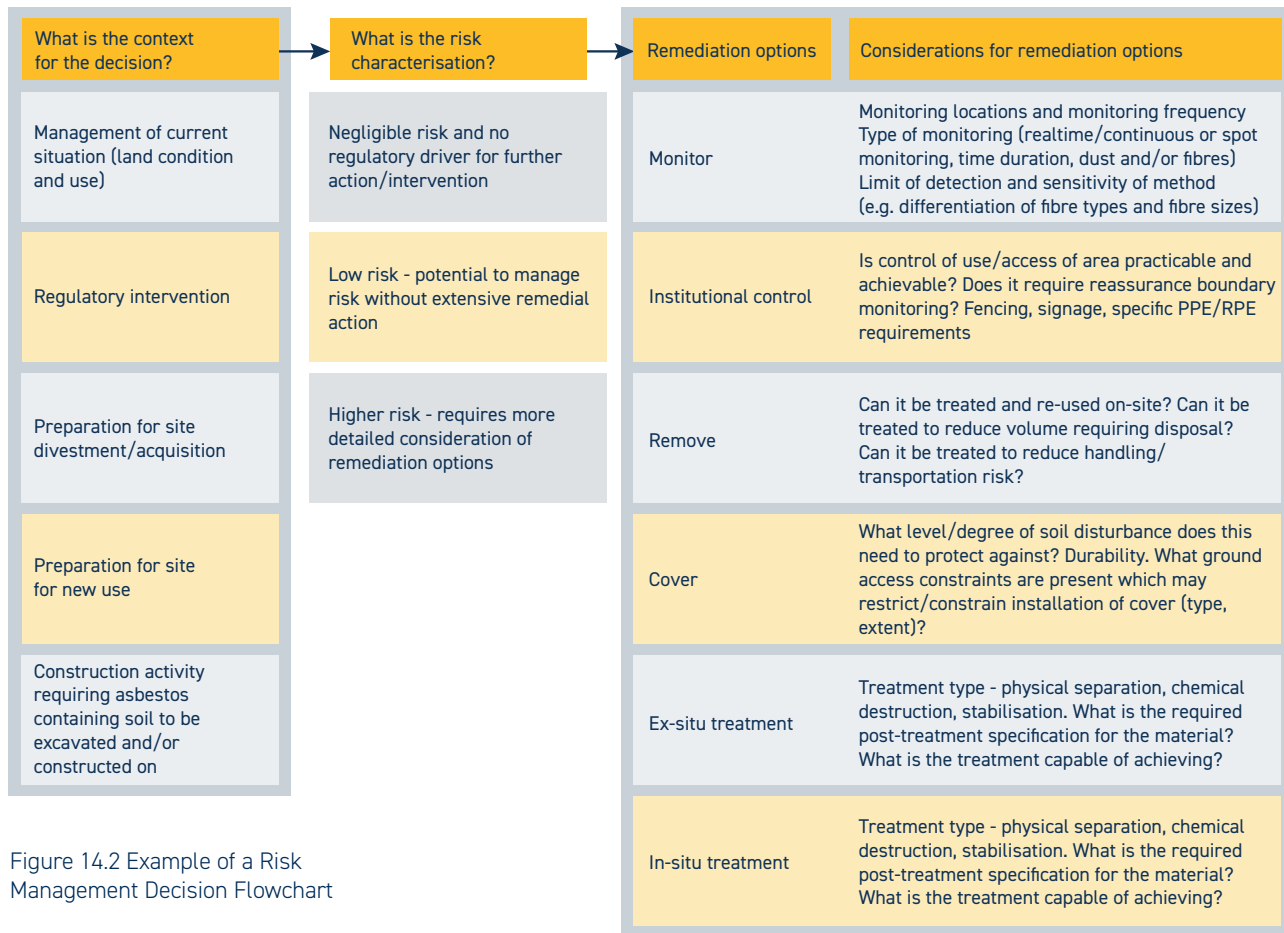 What is the context
for the decision?
What is the risk
characterisation?
Remediation options
Considerations for remediation options
Management of current
situation (land condition
and use)
Regulatory intervention
Preparation for site
divestment/acquisition
Preparation for site
for new use
Construction activity
requiring asbestos
containing soil to be
excavated and/or
constructed on
Negligible risk and no
regulatory driver for further
action/intervention
Low risk - potential to manage
risk without extensive remedial
action
Higher risk - requires more
detailed consideration of
remediation options
Monitor
Monitoring locations and monitoring frequency
Type of monitoring (realtime/continuous or spot
monitoring, time duration, dust and/or fibres)
Limit of detection and sensitivity of method
(e.g. differentiation of fibre types and fibre sizes)
Institutional control
Is control of use/access of area practicable and
achievable? Does it require reassurance boundary
monitoring? Fencing, signage, specific PPE/RPE
requirements
Remove
Can it be treated and re-used on-site? Can it be
treated to reduce volume requiring disposal?
Can it be treated to reduce handling/
transportation risk?
Cover
What level/degree of soil disturbance does this
need to protect against? Durability. What ground
access constraints are present which may
restrict/constrain installation of cover (type,
extent)?
Ex-situ treatment
Treatment type - physical separation, chemical
destruction, stabilisation. What is the required
post-treatment specification for the material?
What is the treatment capable of achieving?
In-situ treatment
Treatment type - physical separation, chemical
destruction, stabilisation. What is the required
post-treatment specification for the material?
What is the treatment capable of achieving?
Figure 14.2 Example of a Risk
Management Decision Flowchart